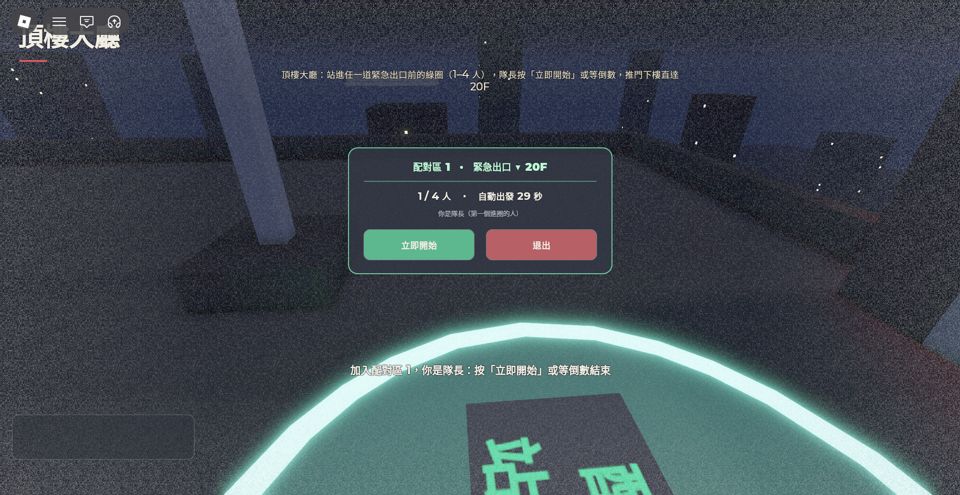 頂樓大廳
頂樓大廳：站進任一道緊急出口前的綠圈（1–4 人），隊長按「立即開始」或等倒數，推門下樓直達
20F
配對區 1 • 緊急出口 ▼ 20F
1 / 4 人 • 自動出發 29 秒
你是隊長（第一個進圈的人）
立即開始
退出
加入配對區 1，你是隊長：按「立即開始」或等倒數結束
站